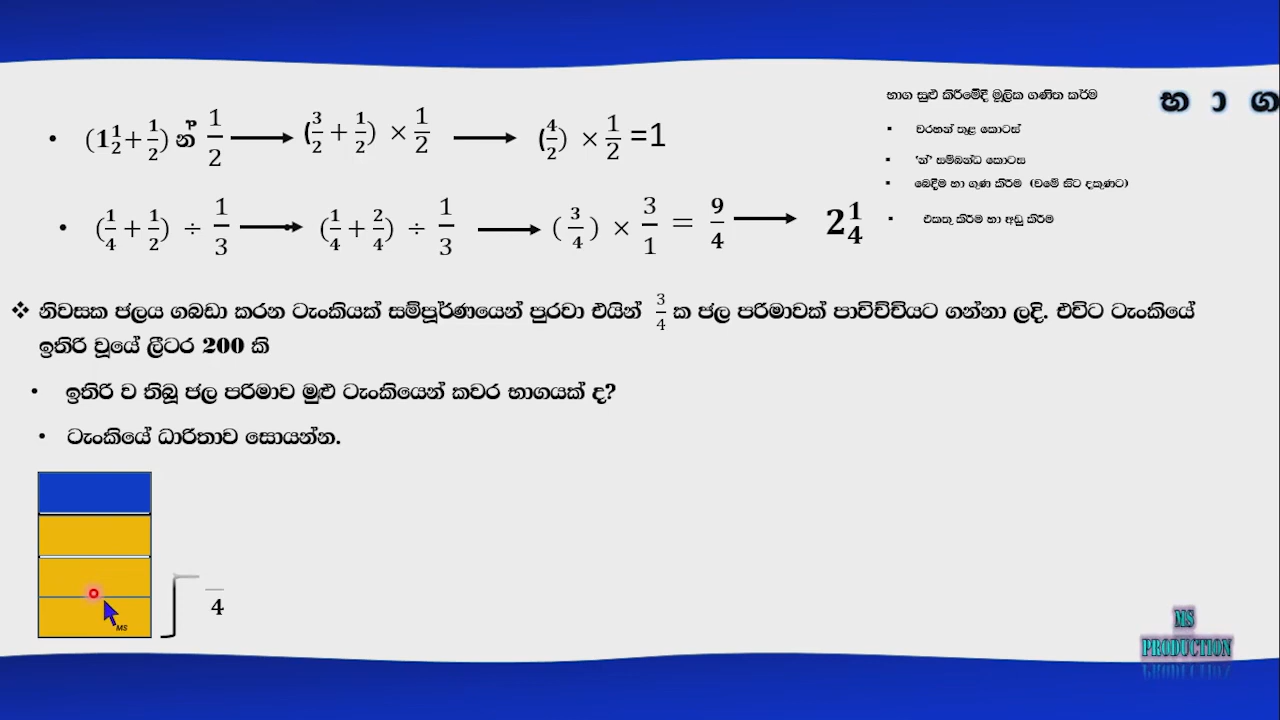 භාග සුළු කිරීමේදී මූලික ගණිත කර්ම
භාග
• (1 1/2 + 1/2) න් 1/2 → (3/2 + 1/2) × 1/2 → (4/2) × 1/2 =1
▪ වරහන් තුළ කොටස්
▪ 'න්' සම්බන්ධ කොටස
▪ බෙදීම හා ගුණ කිරීම (වමේ සිට දකුණට)
• (1/4 + 1/2) ÷ 1/3 → (1/4 + 2/4) ÷ 1/3 → (3/4) × 3/1 = 9/4 → 2 1/4
▪ එකතු කිරීම හා අඩු කිරීම
❖ නිවසක ජලය ගබඩා කරන ටැංකියක් සම්පූර්ණයෙන් පුරවා එයින් 3/4 ක ජල පරිමාවක් පාවිච්චියට ගන්නා ලදි. එවිට ටැංකියේ
ඉතිරි වූයේ ලීටර 200 කි
• ඉතිරි ව තිබූ ජල පරිමාව මුළු ටැංකියෙන් කවර භාගයක් ද?
• ටැංකියේ ධාරිතාව සොයන්න.
4
MS
MS
PRODUCTION